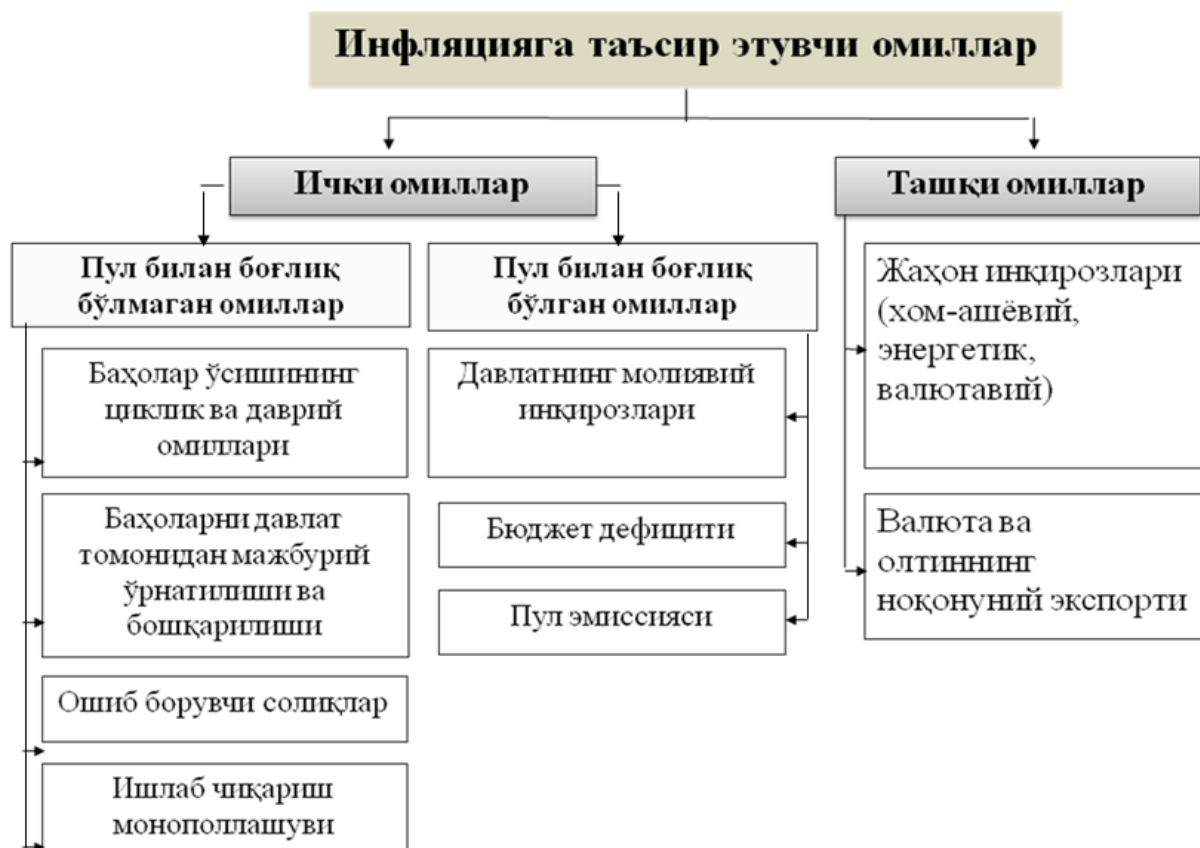 Инфляцияга таъсир этувчи омиллар
Ички омиллар
Ташқи омиллар
Пул билан боғлиқ
бўлмаган омиллар
Баҳолар ўсишининг
циклик ва даврий
омиллари
Баҳоларни давлат
томонидан мажбурий
ўрнатилиши ва
бошқарилиши
Ошиб борувчи солиқлар
Ишлаб чиқариш
монополлашуви
Пул билан боғлиқ
бўлган омиллар
Давлатнинг молиявий
инқирозлари
Бюджет дефицити
Пул эмиссияси
Жаҳон инқирозлари
(хом-ашёвий,
энергетик,
валютавий)
Валюта ва
олтиннинг
ноқонуний экспорти